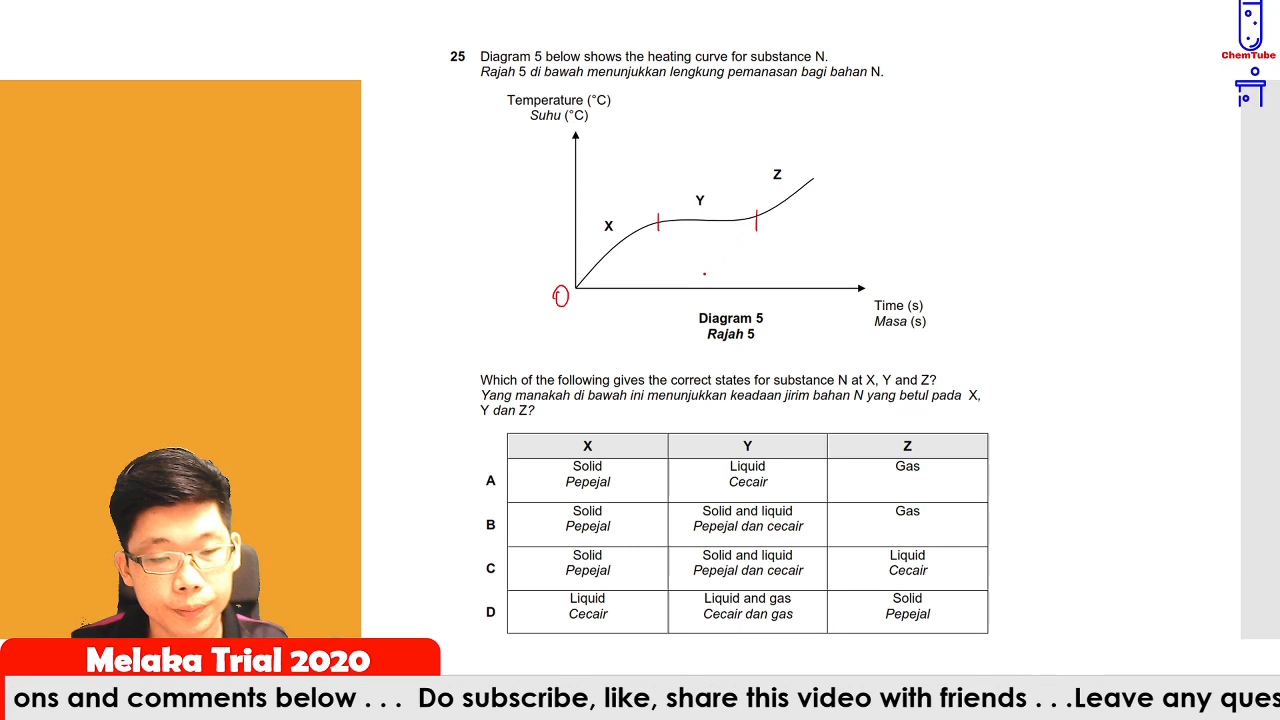 ChemTube
25 Diagram 5 below shows the heating curve for substance N.
Rajah 5 di bawah menunjukkan lengkung pemanasan bagi bahan N.
Temperature (°C)
Suhu (°C)
Z
Y
X
0
Time (s)
Masa (s)
Diagram 5
Rajah 5
Which of the following gives the correct states for substance N at X, Y and Z?
Yang manakah di bawah ini menunjukkan keadaan jirim bahan N yang betul pada X,
Y dan Z?
X Y Z
A Solid Liquid Gas
Pepejal Cecair
B Solid Solid and liquid Gas
Pepejal Pepejal dan cecair
C Solid Solid and liquid Liquid
Pepejal Pepejal dan cecair Cecair
D Liquid Liquid and gas Solid
Cecair Cecair dan gas Pepejal
Melaka Trial 2020
ons and comments below . . . Do subscribe, like, share this video with friends . . .Leave any ques